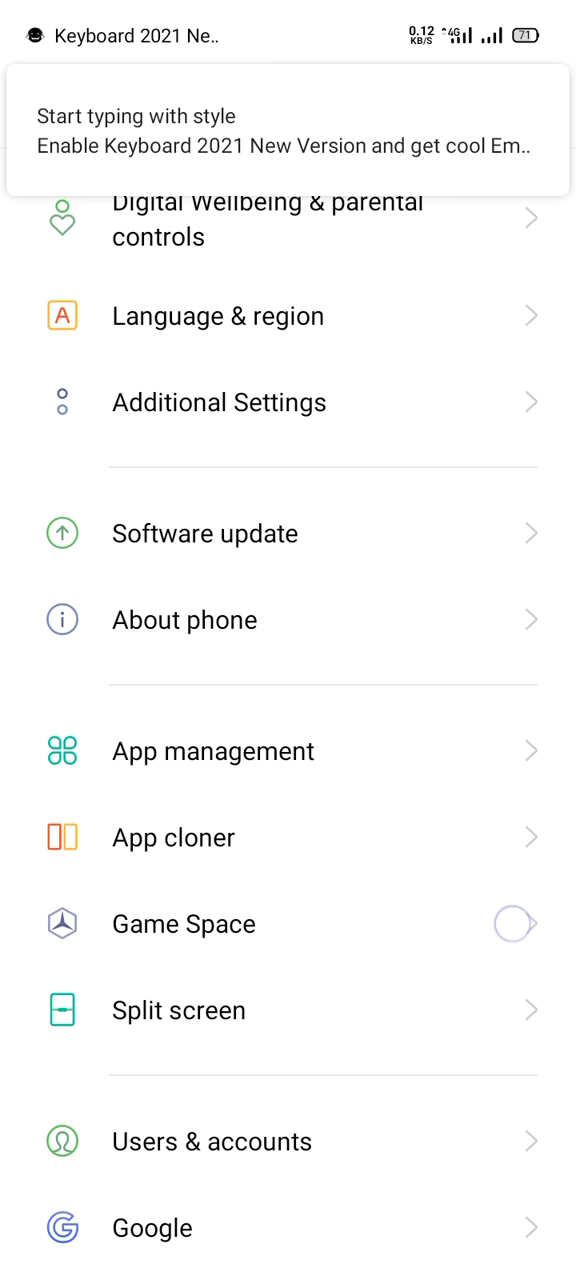 Keyboard 2021 Ne..
0.12
KB/S
4G
71
Start typing with style
Enable Keyboard 2021 New Version and get cool Em..
Digital Wellbeing & parental
controls
A
Language & region
Additional Settings
Software update
About phone
App management
App cloner
Game Space
Split screen
Users & accounts
Google